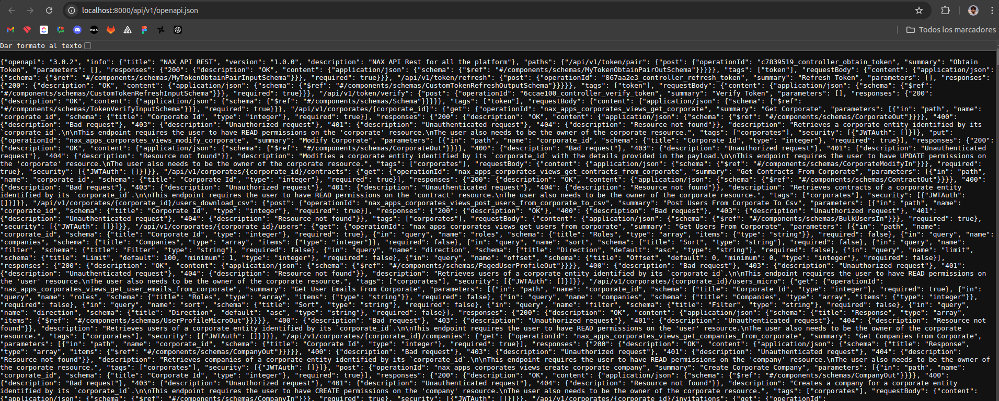 localhost:8000/api/v1/openapi.json
NAX
Todos los marcadores
Dar formato al texto
{"openapi": "3.0.2", "info": {"title": "NAX API REST", "version": "1.0.0", "description": "NAX API Rest for all the platform"}, "paths": {"/api/v1/token/pair": {"post": {"operationId": "c7839519_controller_obtain_token", "summary": "Obtain
Token", "parameters": [], "responses": {"200": {"description": "OK", "content": {"application/json": {"schema": {"$ref": "#/components/schemas/MyTokenObtainPairOutSchema"}}}}}, "tags": ["token"], "requestBody": {"content": {"application/json":
{"schema": {"$ref": "#/components/schemas/MyTokenObtainPairInputSchema"}}}, "required": true}}}, "/api/v1/token/refresh": {"post": {"operationId": "867aa2e3_controller_refresh_token", "summary": "Refresh Token", "parameters": [], "responses":
{"200": {"description": "OK", "content": {"application/json": {"schema": {"$ref": "#/components/schemas/CustomTokenRefreshOutputSchema"}}}}}, "tags": ["token"], "requestBody": {"content": {"application/json": {"schema": {"$ref":
"#/components/schemas/CustomTokenRefreshInputSchema"}}}, "required": true}}}, "/api/v1/token/verify": {"post": {"operationId": "6ccae100_controller_verify_token", "summary": "Verify Token", "parameters": [], "responses": {"200":
{"description": "OK", "content": {"application/json": {"schema": {"$ref": "#/components/schemas/Schema"}}}}}, "tags": ["token"], "requestBody": {"content": {"application/json": {"schema": {"$ref":
"#/components/schemas/TokenVerifyInputSchema"}}}, "required": true}}}, "/api/v1/corporates/{corporate_id}": {"get": {"operationId": "nax_apps_corporates_views_get_corporate", "summary": "Get Corporate", "parameters": [{"in": "path", "name":
"corporate_id", "schema": {"title": "Corporate Id", "type": "integer"}, "required": true}], "responses": {"200": {"description": "OK", "content": {"application/json": {"schema": {"$ref": "#/components/schemas/CorporateOut"}}}}, "400":
{"description": "Bad request"}, "403": {"description": "Unauthorized request"}, "401": {"description": "Unauthenticated request"}, "404": {"description": "Resource not found"}}, "description": "Retrieves a corporate entity identified by its
`corporate_id`.\n\nThis endpoint requires the user to have READ permissions on the 'corporate' resource.\nThe user also needs to be the owner of the corporate resource.", "tags": ["corporates"], "security": [{"JWTAuth": []}]}, "put":
{"operationId": "nax_apps_corporates_views_modify_corporate", "summary": "Modify Corporate", "parameters": [{"in": "path", "name": "corporate_id", "schema": {"title": "Corporate Id", "type": "integer"}, "required": true}], "responses": {"200":
{"description": "OK", "content": {"application/json": {"schema": {"$ref": "#/components/schemas/CorporateOut"}}}}, "400": {"description": "Bad request"}, "403": {"description": "Unauthorized request"}, "401": {"description": "Unauthenticated
request"}, "404": {"description": "Resource not found"}}, "description": "Modifies a corporate entity identified by its `corporate_id` with the details provided in the payload.\n\nThis endpoint requires the user to have UPDATE permissions on
the 'corporate' resource.\nThe user also needs to be the owner of the corporate resource.", "tags": ["corporates"], "requestBody": {"content": {"application/json": {"schema": {"$ref": "#/components/schemas/CorporateModifyIn"}}}, "required":
true}, "security": [{"JWTAuth": []}]}}, "/api/v1/corporates/{corporate_id}/contracts": {"get": {"operationId": "nax_apps_corporates_views_get_contracts_from_corporate", "summary": "Get Contracts From Corporate", "parameters": [{"in": "path",
"name": "corporate_id", "schema": {"title": "Corporate Id", "type": "integer"}, "required": true}], "responses": {"200": {"description": "OK", "content": {"application/json": {"schema": {"$ref": "#/components/schemas/ContractOut"}}}}, "400":
{"description": "Bad request"}, "403": {"description": "Unauthorized request"}, "401": {"description": "Unauthenticated request"}, "404": {"description": "Resource not found"}}, "description": "Retrieves contracts of a corporate entity
identified by its `corporate_id`.\n\nThis endpoint requires the user to have READ permissions on the 'contract' resource.\nThe user also needs to be the owner of the corporate resource.", "tags": ["corporates"], "security": [{"JWTAuth":
[]}]}}, "/api/v1/corporates/{corporate_id}/users_download_csv": {"post": {"operationId": "nax_apps_corporates_views_post_users_from_corporate_to_csv", "summary": "Post Users From Corporate To Csv", "parameters": [{"in": "path", "name":
"corporate_id", "schema": {"title": "Corporate Id", "type": "integer"}, "required": true}], "responses": {"200": {"description": "OK"}, "400": {"description": "Bad request"}, "403": {"description": "Unauthorized request"}, "401":
{"description": "Unauthenticated request"}, "404": {"description": "Resource not found"}}, "tags": ["corporates"], "requestBody": {"content": {"application/json": {"schema": {"$ref": "#/components/schemas/BulkUsersIn"}}}, "required": true},
"security": [{"JWTAuth": []}]}}, "/api/v1/corporates/{corporate_id}/users": {"get": {"operationId": "nax_apps_corporates_views_get_users_from_corporate", "summary": "Get Users From Corporate", "parameters": [{"in": "path", "name":
"corporate_id", "schema": {"title": "Corporate Id", "type": "integer"}, "required": true}, {"in": "query", "name": "roles", "schema": {"title": "Roles", "type": "array", "items": {"type": "string"}}, "required": false}, {"in": "query", "name":
"companies", "schema": {"title": "Companies", "type": "array", "items": {"type": "integer"}}, "required": false}, {"in": "query", "name": "sort", "schema": {"title": "Sort", "type": "string"}, "required": false}, {"in": "query", "name":
"filter", "schema": {"title": "Filter", "type": "string"}, "required": false}, {"in": "query", "name": "direction", "schema": {"title": "Direction", "default": "asc", "type": "string"}, "required": false}, {"in": "query", "name": "limit",
"schema": {"title": "Limit", "default": 100, "minimum": 1, "type": "integer"}, "required": false}, {"in": "query", "name": "offset", "schema": {"title": "Offset", "default": 0, "minimum": 0, "type": "integer"}, "required": false}],
"responses": {"200": {"description": "OK", "content": {"application/json": {"schema": {"$ref": "#/components/schemas/PagedUserProfileOut"}}}}, "400": {"description": "Bad request"}, "403": {"description": "Unauthorized request"}, "401":
{"description": "Unauthenticated request"}, "404": {"description": "Resource not found"}}, "description": "Retrieves users of a corporate entity identified by its `corporate_id`.\n\nThis endpoint requires the user to have READ permissions on
the 'user' resource.\nThe user also needs to be the owner of the corporate resource.", "tags": ["corporates"], "security": [{"JWTAuth": []}]}}, "/api/v1/corporates/{corporate_id}/users_micro": {"get": {"operationId":
"nax_apps_corporates_views_get_user_emails_from_corporate", "summary": "Get User Emails From Corporate", "parameters": [{"in": "path", "name": "corporate_id", "schema": {"title": "Corporate Id", "type": "integer"}, "required": true}, {"in":
"query", "name": "roles", "schema": {"title": "Roles", "type": "array", "items": {"type": "string"}}, "required": false}, {"in": "query", "name": "companies", "schema": {"title": "Companies", "type": "array", "items": {"type": "integer"}},
"required": false}, {"in": "query", "name": "sort", "schema": {"title": "Sort", "type": "string"}, "required": false}, {"in": "query", "name": "filter", "schema": {"title": "Filter", "type": "string"}, "required": false}, {"in": "query",
"name": "direction", "schema": {"title": "Direction", "default": "asc", "type": "string"}, "required": false}], "responses": {"200": {"description": "OK", "content": {"application/json": {"schema": {"title": "Response", "type": "array",
"items": {"$ref": "#/components/schemas/UserProfileMicroOut"}}}}}, "400": {"description": "Bad request"}, "403": {"description": "Unauthorized request"}, "401": {"description": "Unauthenticated request"}, "404": {"description": "Resource not
found"}}, "description": "Retrieves users of a corporate entity identified by its `corporate_id`.\n\nThis endpoint requires the user to have READ permissions on the 'user' resource.\nThe user also needs to be the owner of the corporate
resource.", "tags": ["corporates"], "security": [{"JWTAuth": []}]}}, "/api/v1/corporates/{corporate_id}/companies": {"get": {"operationId": "nax_apps_corporates_views_get_companies_from_corporate", "summary": "Get Companies From Corporate",
"parameters": [{"in": "path", "name": "corporate_id", "schema": {"title": "Corporate Id", "type": "integer"}, "required": true}], "responses": {"200": {"description": "OK", "content": {"application/json": {"schema": {"title": "Response",
"type": "array", "items": {"$ref": "#/components/schemas/CompanyOut"}}}}}, "400": {"description": "Bad request"}, "403": {"description": "Unauthorized request"}, "401": {"description": "Unauthenticated request"}, "404": {"description":
"Resource not found"}}, "description": "Retrieves companies of a corporate entity identified by its `corporate_id`.\n\nThis endpoint requires the user to have READ permissions on the 'company' resource.\nThe user also needs to be the owner of
the corporate resource.", "tags": ["corporates"], "security": [{"JWTAuth": []}]}, "post": {"operationId": "nax_apps_corporates_views_create_corporate_company", "summary": "Create Corporate Company", "parameters": [{"in": "path", "name":
"corporate_id", "schema": {"title": "Corporate Id", "type": "integer"}, "required": true}], "responses": {"200": {"description": "OK", "content": {"application/json": {"schema": {"$ref": "#/components/schemas/CompanyOut"}}}}, "400":
{"description": "Bad request"}, "403": {"description": "Unauthorized request"}, "401": {"description": "Unauthenticated request"}, "404": {"description": "Resource not found"}}, "description": "Creates a company for a corporate entity
identified by its `corporate_id`.\n\nThis endpoint requires the user to have CREATE permissions on the 'company' resource.\nThe user also needs to be the owner of the corporate resource.", "tags": ["corporates"], "requestBody": {"content":
{"application/json": {"schema": {"$ref": "#/components/schemas/CompanyIn"}}}, "required": true}, "security": [{"JWTAuth": []}]}}, "/api/v1/corporates/{corporate_id}/invitations": {"get": {"operationId":